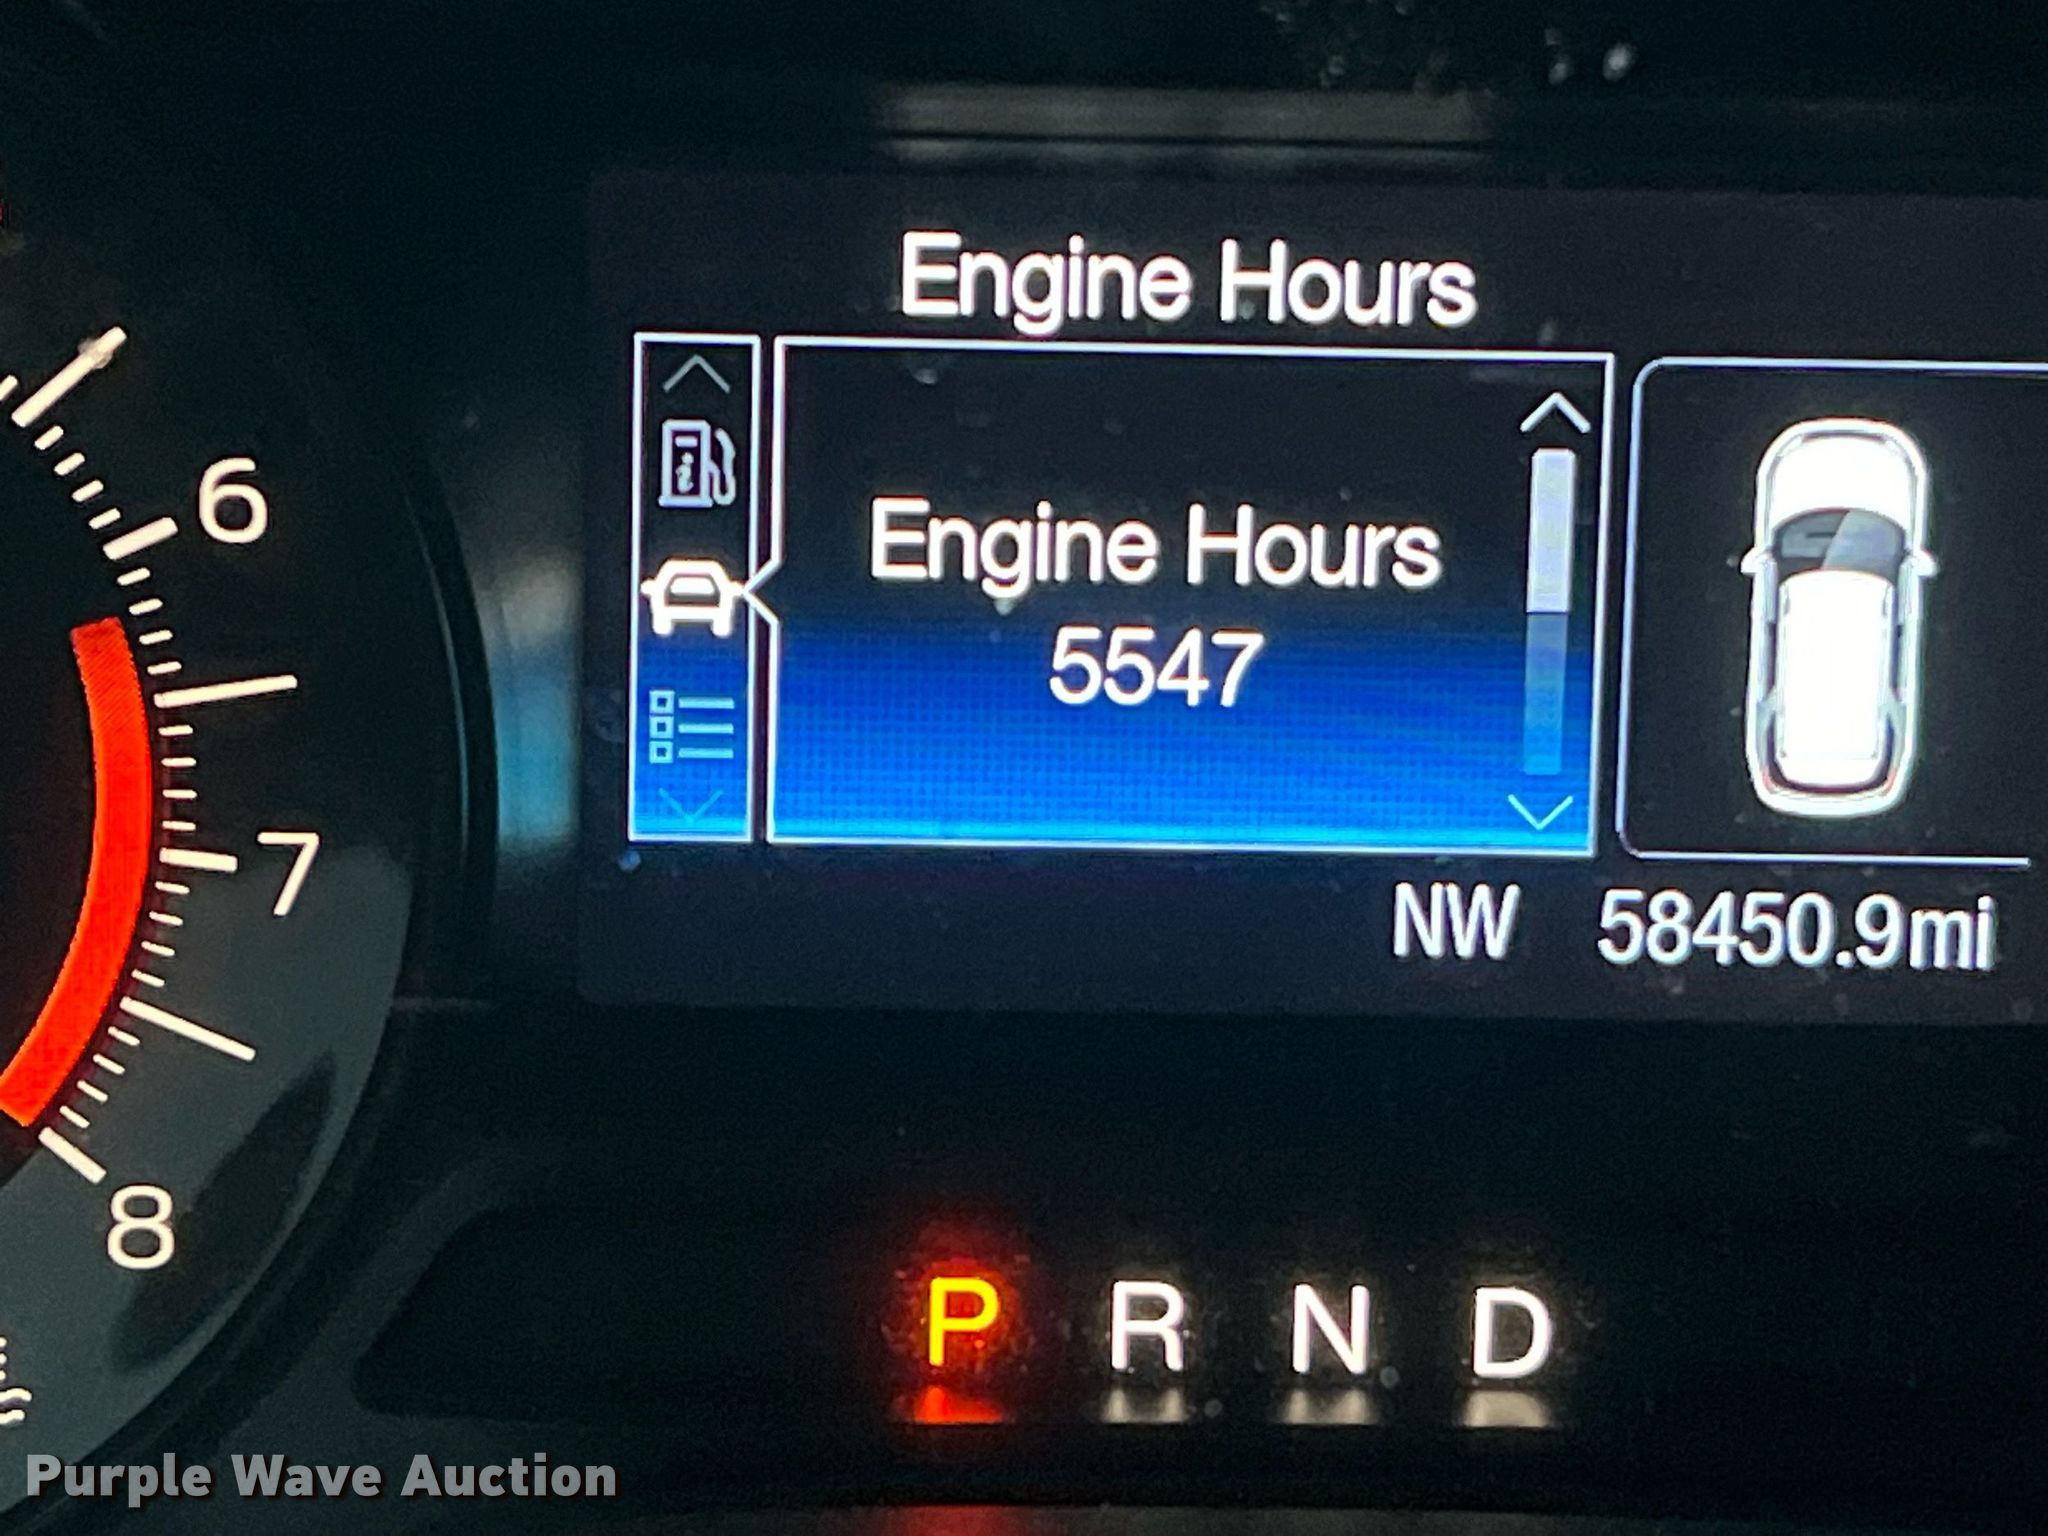 Engine Hours
6
Engine Hours
5547
7
NW 58450.9mi
8
P R N D
Purple Wave Auction